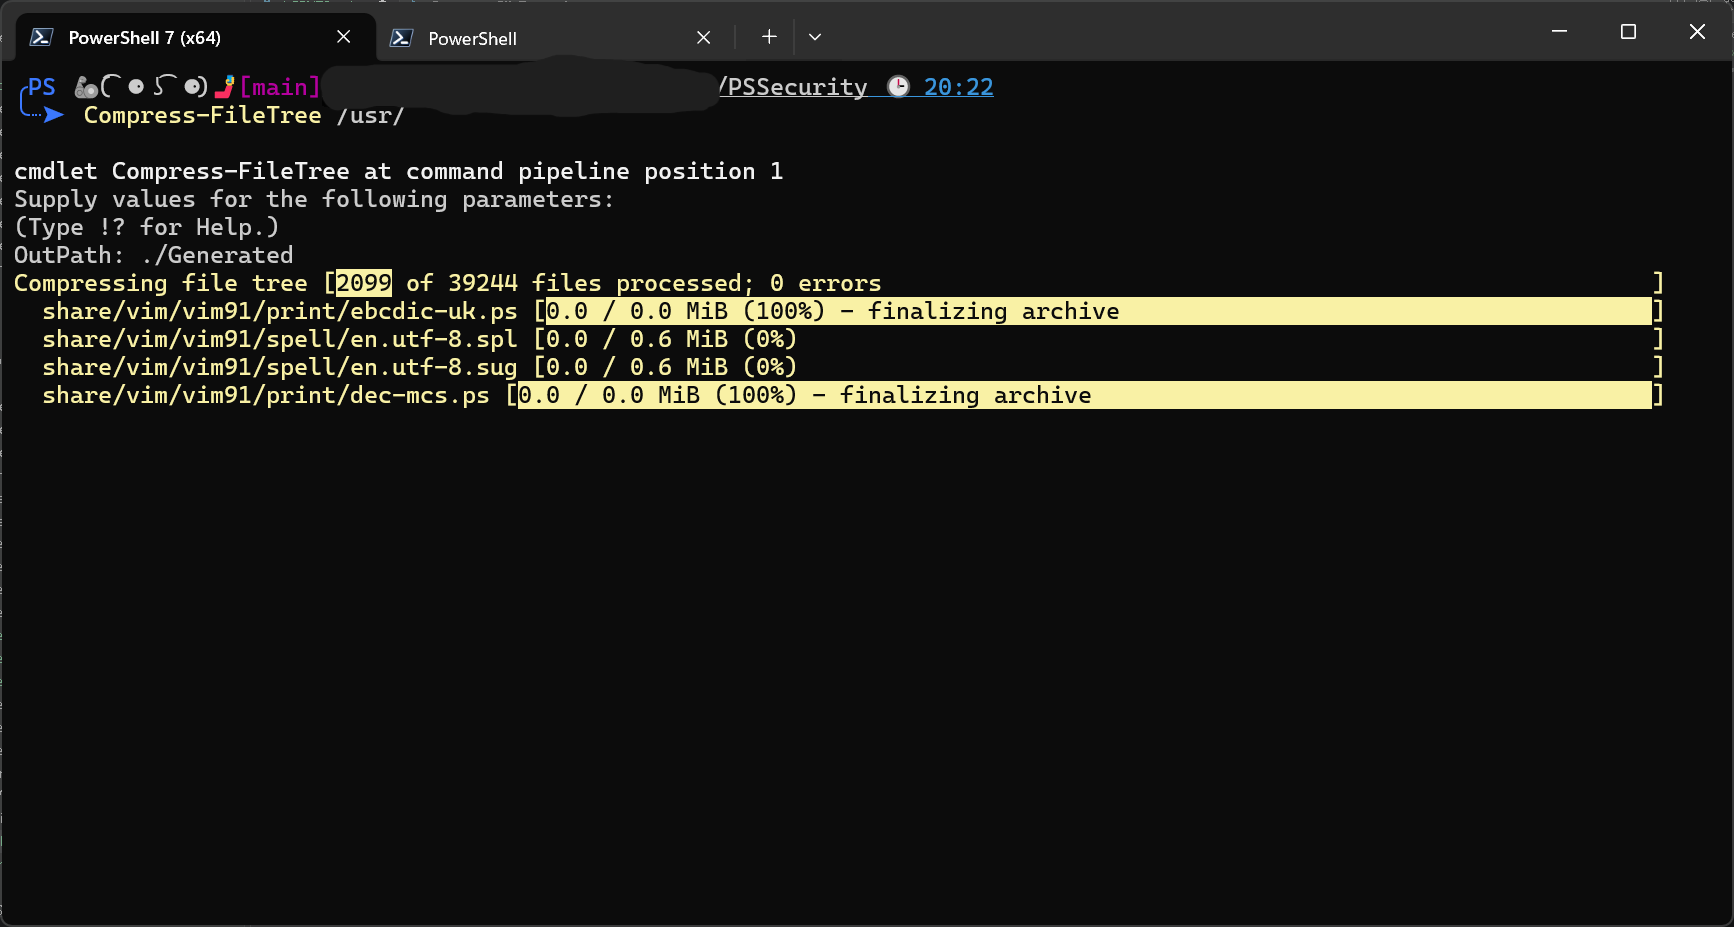 PowerShell 7 (x64)
PowerShell
PS 🦾( ͡⚈ ͜ʖ ͡⚈)🤳[main] /PSSecurity 🕒 20:22
Compress-FileTree /usr/
cmdlet Compress-FileTree at command pipeline position 1
Supply values for the following parameters:
(Type !? for Help.)
OutPath: ./Generated
Compressing file tree [2099 of 39244 files processed; 0 errors ]
share/vim/vim91/print/ebcdic-uk.ps [0.0 / 0.0 MiB (100%) - finalizing archive ]
share/vim/vim91/spell/en.utf-8.spl [0.0 / 0.6 MiB (0%) ]
share/vim/vim91/spell/en.utf-8.sug [0.0 / 0.6 MiB (0%) ]
share/vim/vim91/print/dec-mcs.ps [0.0 / 0.0 MiB (100%) - finalizing archive ]